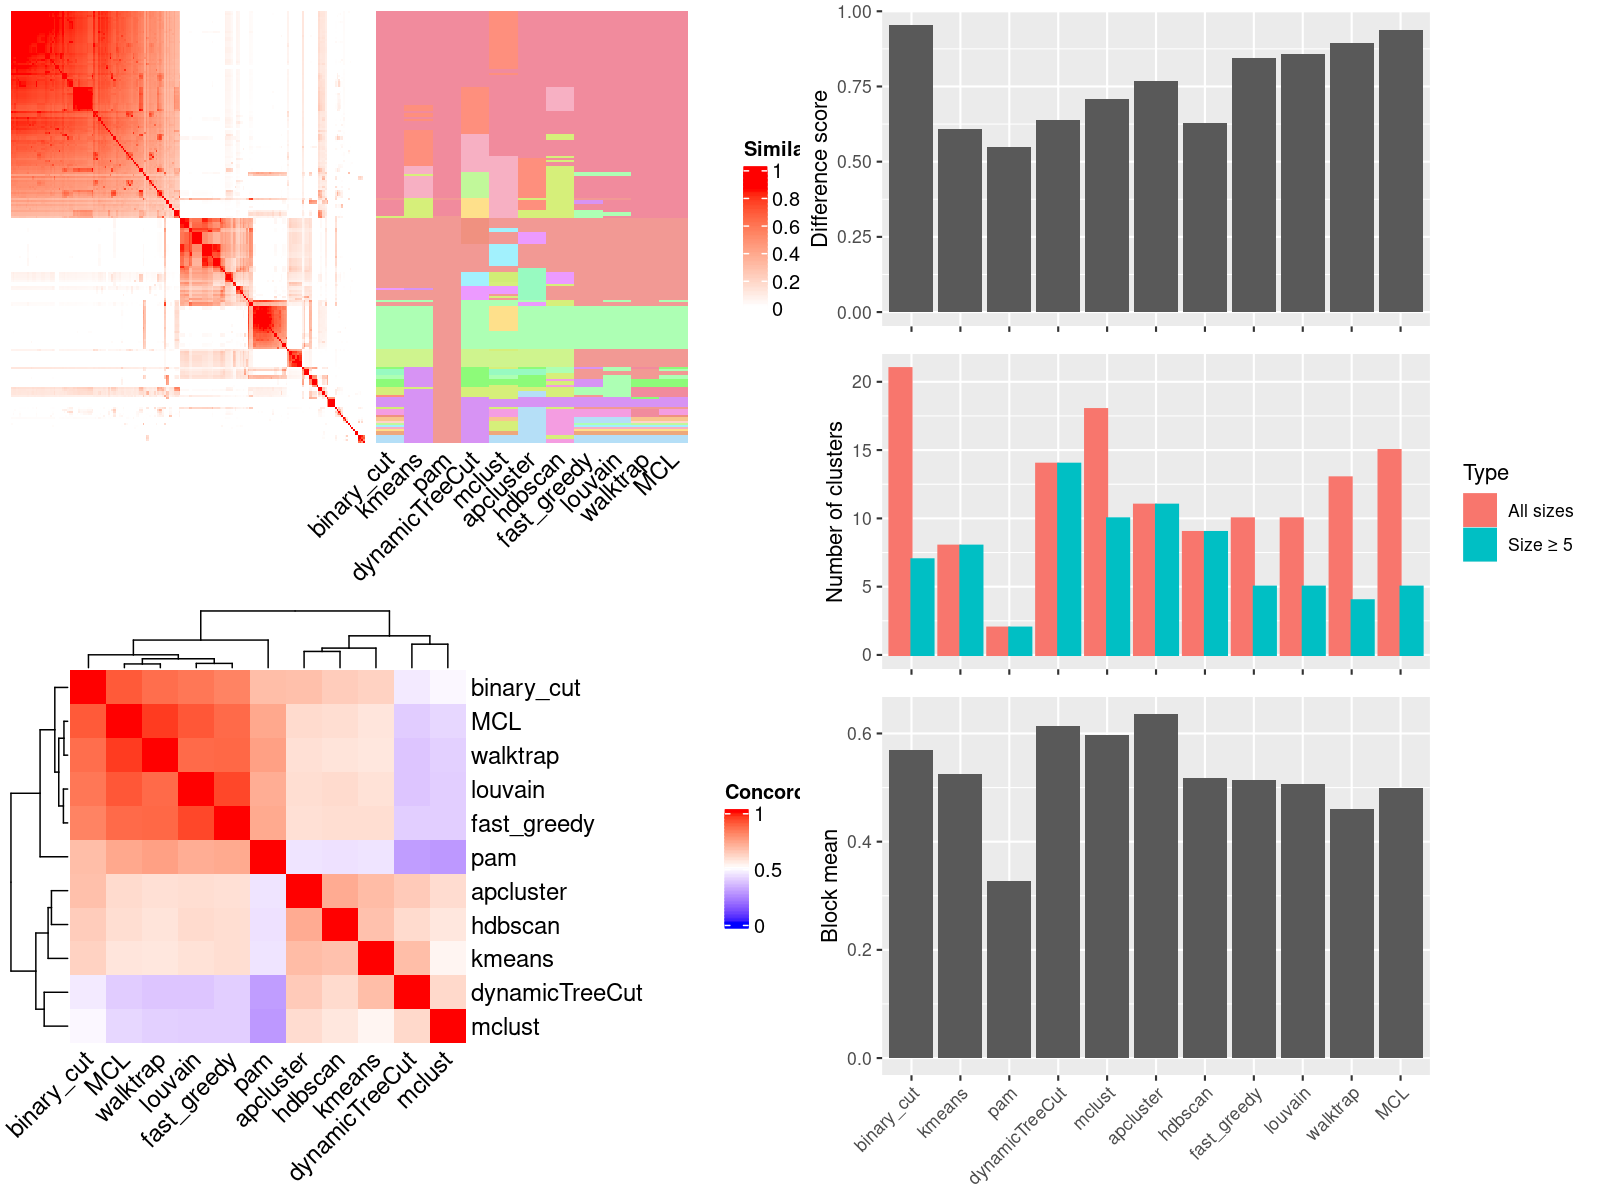 Simila
1
0.8
0.6
0.4
0.2
0
binary_cut
kmeans
pam
dynamicTreeCut
mclust
apcluster
hdbscan
fast_greedy
louvain
walktrap
MCL
binary_cut
MCL
walktrap
louvain
fast_greedy
pam
apcluster
hdbscan
kmeans
dynamicTreeCut
mclust
Concord
1
0.5
0
binary_cut
MCL
walktrap
louvain
fast_greedy
pam
apcluster
hdbscan
kmeans
dynamicTreeCut
mclust
Difference score
1.00
0.75
0.50
0.25
0.00
Number of clusters
20
15
10
5
0
Type
All sizes
Size ≥ 5
Block mean
0.6
0.4
0.2
0.0
binary_cut
kmeans
pam
dynamicTreeCut
mclust
apcluster
hdbscan
fast_greedy
louvain
walktrap
MCL